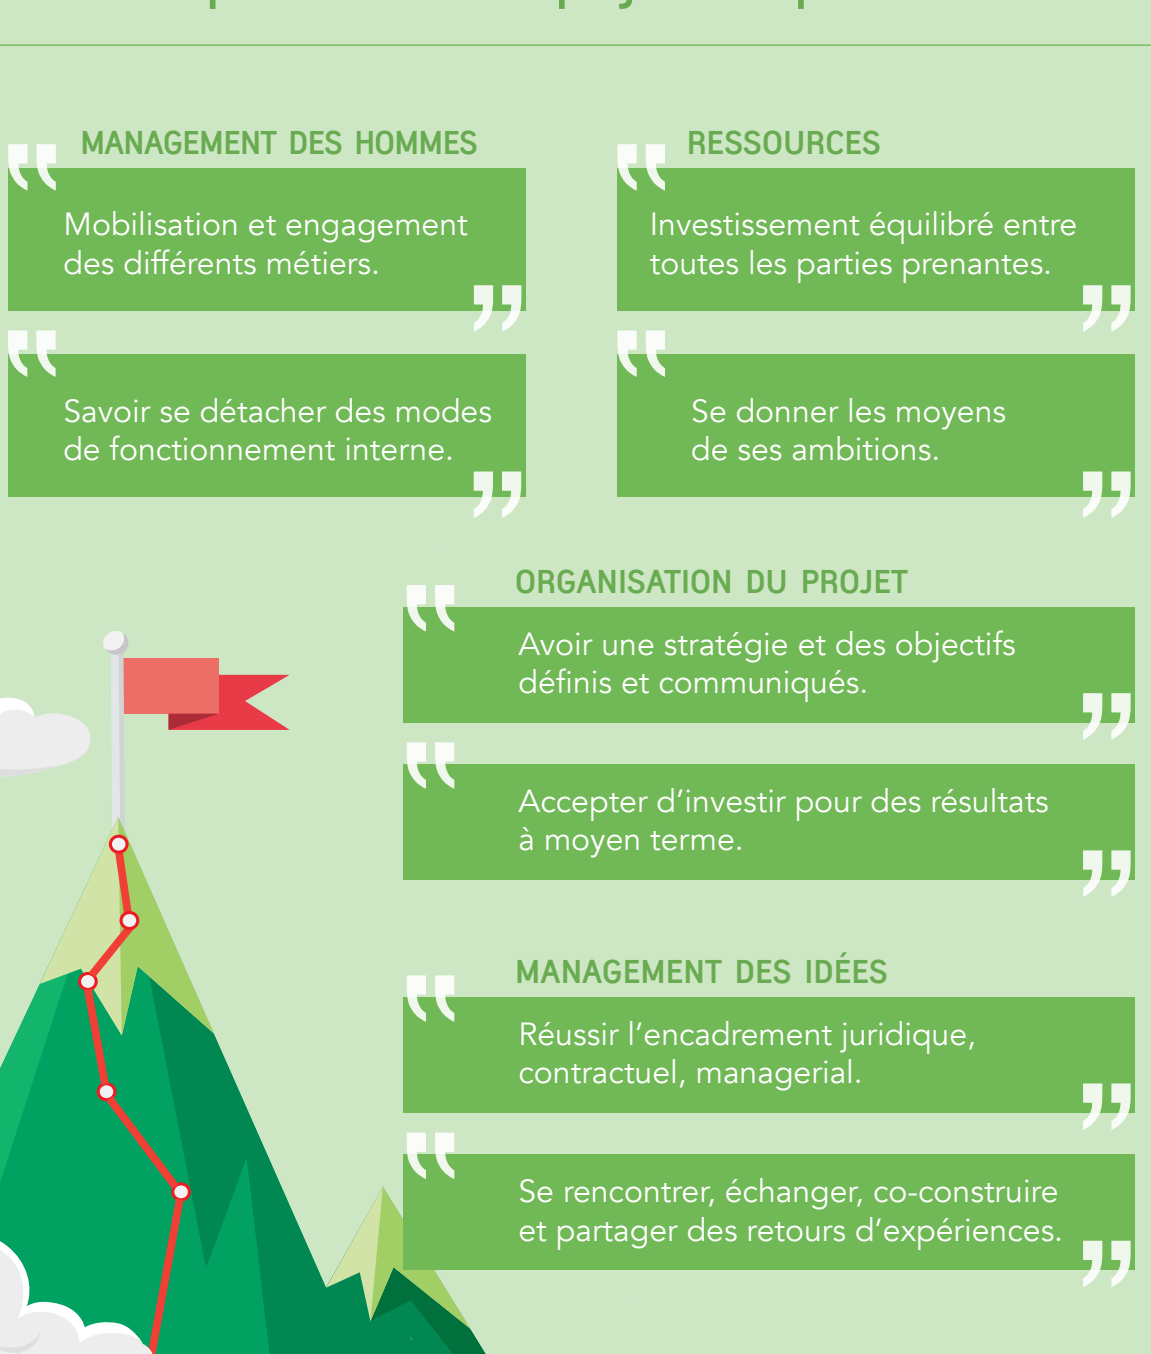 MANAGEMENT DES HOMMES
Mobilisation et engagement
des différents métiers.
Savoir se détacher des modes
de fonctionnement interne.
RESSOURCES
Investissement équilibré entre
toutes les parties prenantes.
Se donner les moyens
de ses ambitions.
ORGANISATION DU PROJET
Avoir une stratégie et des objectifs
définis et communiqués.
Accepter d’investir pour des résultats
à moyen terme.
MANAGEMENT DES IDÉES
Réussir l’encadrement juridique,
contractuel, managerial.
Se rencontrer, échanger, co-construire
et partager des retours d’expériences.